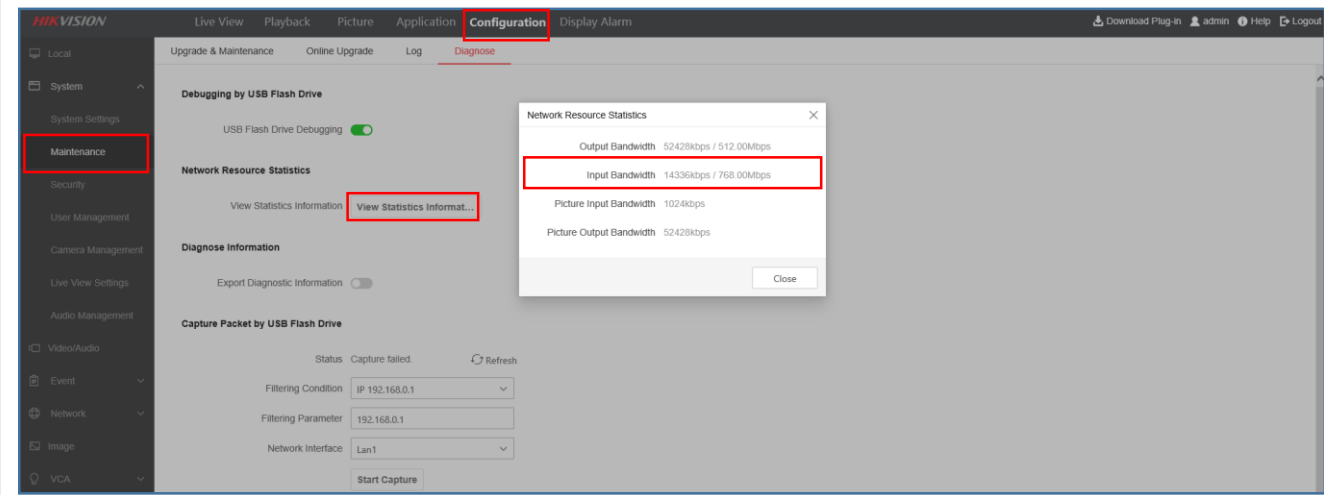 HIKVISION Live View Playback Picture Application Configuration Display Alarm Download Plug-in admin Help Logout
Local
System
System Settings
Maintenance
Security
User Management
Camera Management
Live View Settings
Audio Management
Video/Audio
Event
Network
Image
VCA
Upgrade & Maintenance Online Upgrade Log Diagnose
Debugging by USB Flash Drive
USB Flash Drive Debugging
Network Resource Statistics
View Statistics Information View Statistics Informat...
Diagnose Information
Export Diagnostic Information
Capture Packet by USB Flash Drive
Status Capture failed. Refresh
Filtering Condition IP 192.168.0.1
Filtering Parameter 192.168.0.1
Network Interface Lan1
Start Capture
Network Resource Statistics
Output Bandwidth 52428kbps / 512.00Mbps
Input Bandwidth 14336kbps / 768.00Mbps
Picture Input Bandwidth 1024kbps
Picture Output Bandwidth 52428kbps
Close